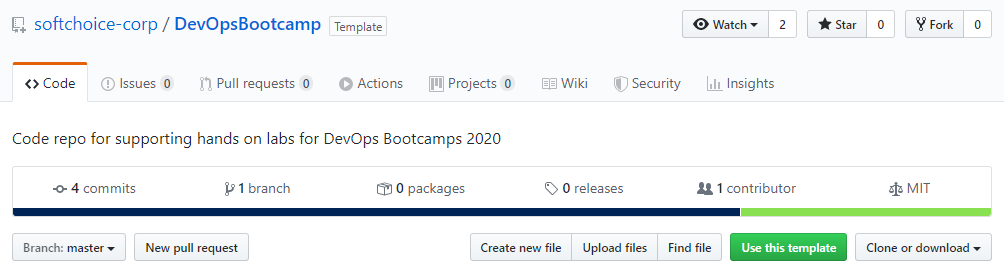 softchoice-corp / DevOpsBootcamp Template Watch 2 Star 0 Fork 0
Code Issues 0 Pull requests 0 Actions Projects 0 Wiki Security Insights
Code repo for supporting hands on labs for DevOps Bootcamps 2020
4 commits 1 branch 0 packages 0 releases 1 contributor MIT
Branch: master New pull request Create new file Upload files Find file Use this template Clone or download